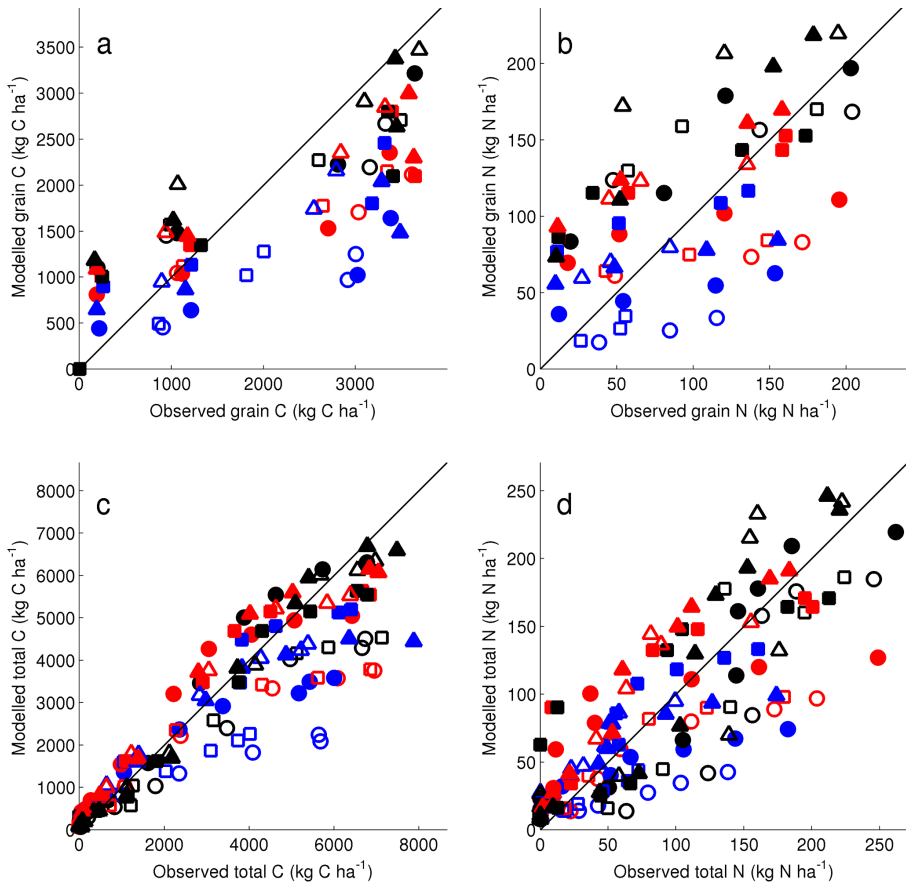 a
Modelled grain C (kg C ha⁻¹)
3500
3000
2500
2000
1500
1000
500
0
0 1000 2000 3000
Observed grain C (kg C ha⁻¹)
b
Modelled grain N (kg N ha⁻¹)
200
150
100
50
0
0 50 100 150 200
Observed grain N (kg N ha⁻¹)
c
Modelled total C (kg C ha⁻¹)
8000
7000
6000
5000
4000
3000
2000
1000
0
0 2000 4000 6000 8000
Observed total C (kg C ha⁻¹)
d
Modelled total N (kg N ha⁻¹)
250
200
150
100
50
0
0 50 100 150 200 250
Observed total N (kg N ha⁻¹)